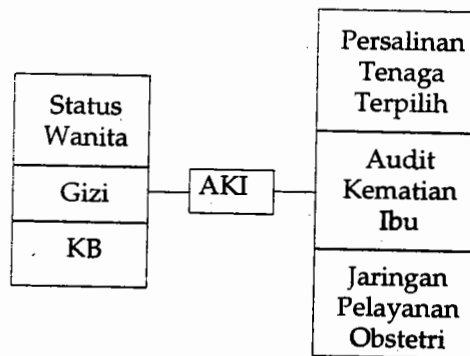 Status
Wanita
Gizi
KB
AKI
Persalinan
Tenaga
Terpilih
Audit
Kematian
Ibu
Jaringan
Pelayanan
Obstetri